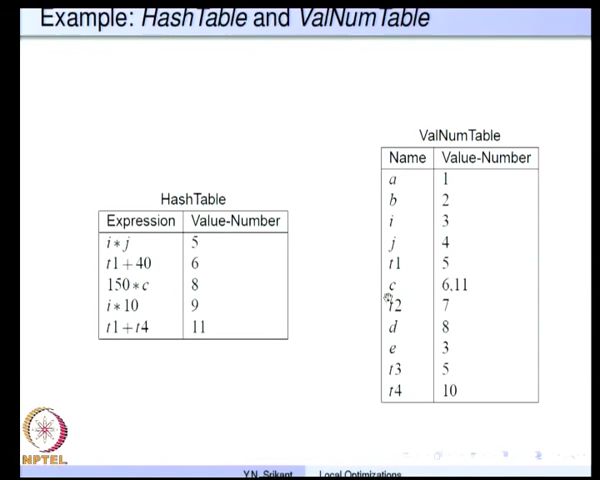 Example: HashTable and ValNumTable
HashTable
Expression Value-Number
i * j 5
t1 + 40 6
150 * c 8
i * 10 9
t1 + t4 11
ValNumTable
Name Value-Number
a 1
b 2
i 3
j 4
t1 5
c 6,11
t2 7
d 8
e 3
t3 5
t4 10
NPTEL
Y.N. Srikant Local Optimizations